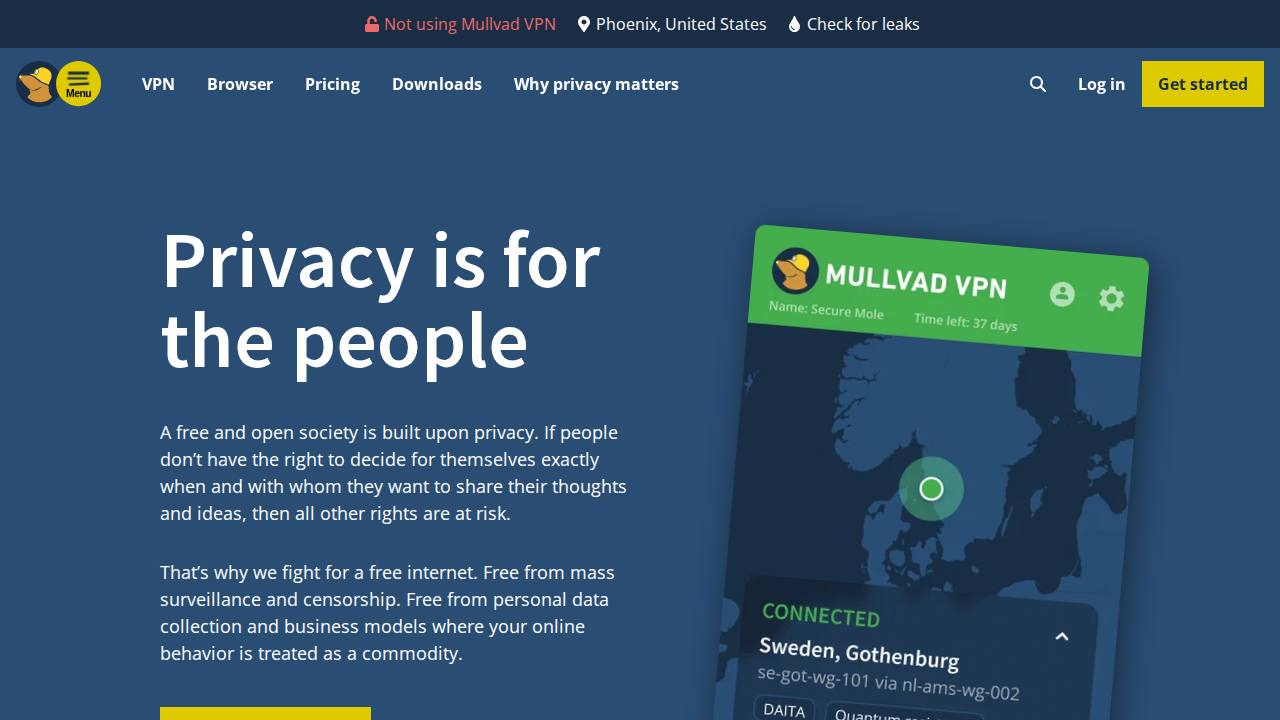 Not using Mullvad VPN Phoenix, United States Check for leaks
Menu VPN Browser Pricing Downloads Why privacy matters Log in Get started
Privacy is for
the people
A free and open society is built upon privacy. If people
don’t have the right to decide for themselves exactly
when and with whom they want to share their thoughts
and ideas, then all other rights are at risk.
That’s why we fight for a free internet. Free from mass
surveillance and censorship. Free from personal data
collection and business models where your online
behavior is treated as a commodity.
MULLVAD VPN
Name: Secure Mole Time left: 37 days
CONNECTED
Sweden, Gothenburg
se-got-wg-101 via nl-ams-wg-002
DAITA Quantum